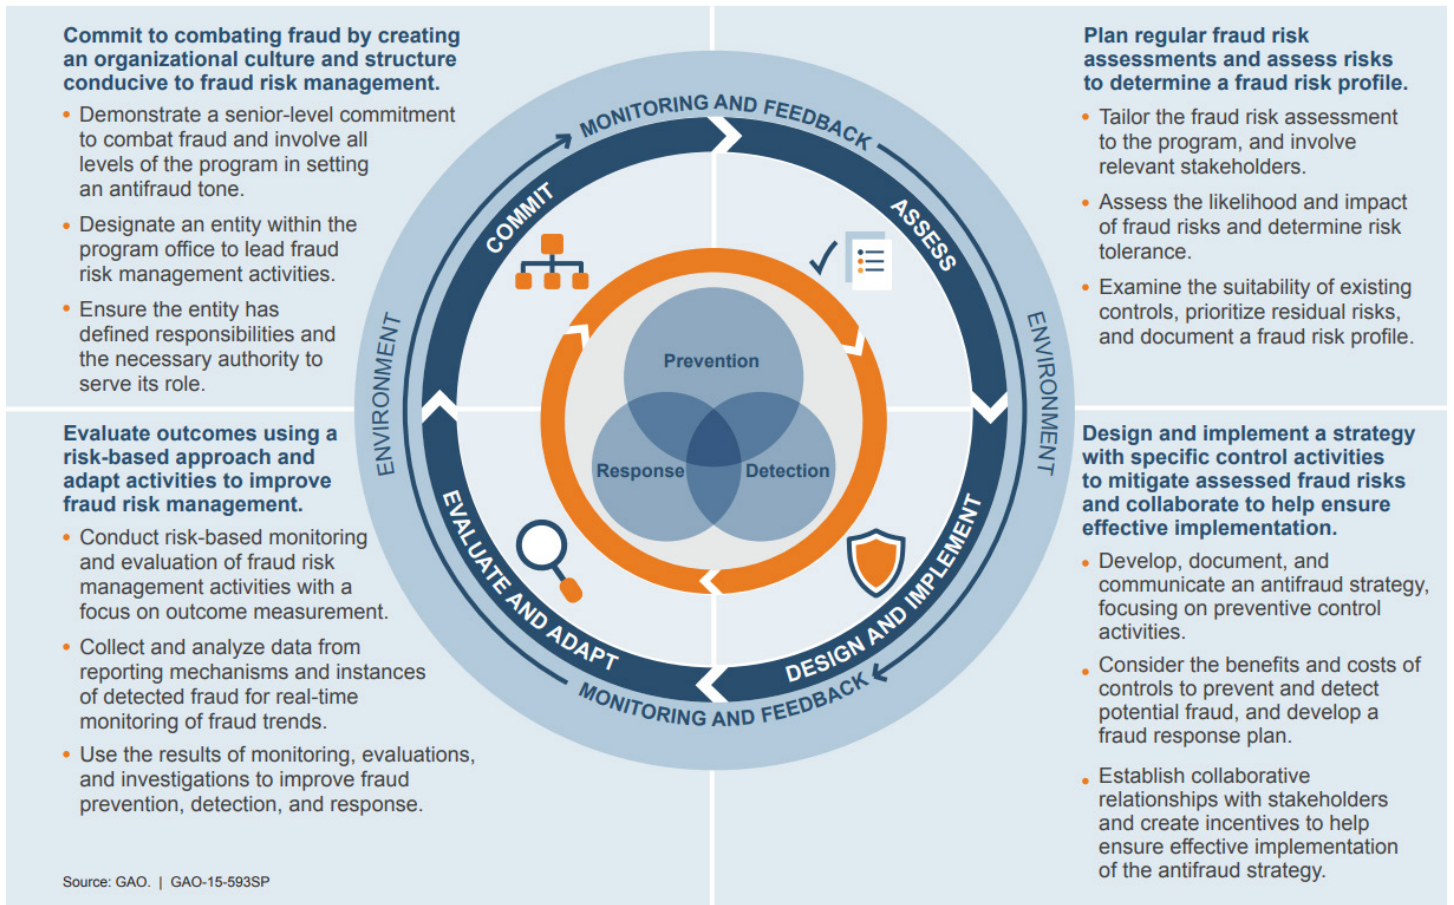 Commit to combating fraud by creating
an organizational culture and structure
conducive to fraud risk management.
• Demonstrate a senior-level commitment
to combat fraud and involve all
levels of the program in setting
an antifraud tone.
• Designate an entity within the
program office to lead fraud
risk management activities.
• Ensure the entity has
defined responsibilities and
the necessary authority to
serve its role.
Plan regular fraud risk
assessments and assess risks
to determine a fraud risk profile.
• Tailor the fraud risk assessment
to the program, and involve
relevant stakeholders.
• Assess the likelihood and impact
of fraud risks and determine risk
tolerance.
• Examine the suitability of existing
controls, prioritize residual risks,
and document a fraud risk profile.
MONITORING AND FEEDBACK
COMMIT
ASSESS
ENVIRONMENT
ENVIRONMENT
Prevention
Response
Detection
EVALUATE AND ADAPT
DESIGN AND IMPLEMENT
MONITORING AND FEEDBACK
Evaluate outcomes using a
risk-based approach and
adapt activities to improve
fraud risk management.
• Conduct risk-based monitoring
and evaluation of fraud risk
management activities with a
focus on outcome measurement.
• Collect and analyze data from
reporting mechanisms and instances
of detected fraud for real-time
monitoring of fraud trends.
• Use the results of monitoring, evaluations,
and investigations to improve fraud
prevention, detection, and response.
Design and implement a strategy
with specific control activities
to mitigate assessed fraud risks
and collaborate to help ensure
effective implementation.
• Develop, document, and
communicate an antifraud strategy,
focusing on preventive control
activities.
• Consider the benefits and costs of
controls to prevent and detect
potential fraud, and develop a
fraud response plan.
• Establish collaborative
relationships with stakeholders
and create incentives to help
ensure effective implementation
of the antifraud strategy.
Source: GAO. | GAO-15-593SP